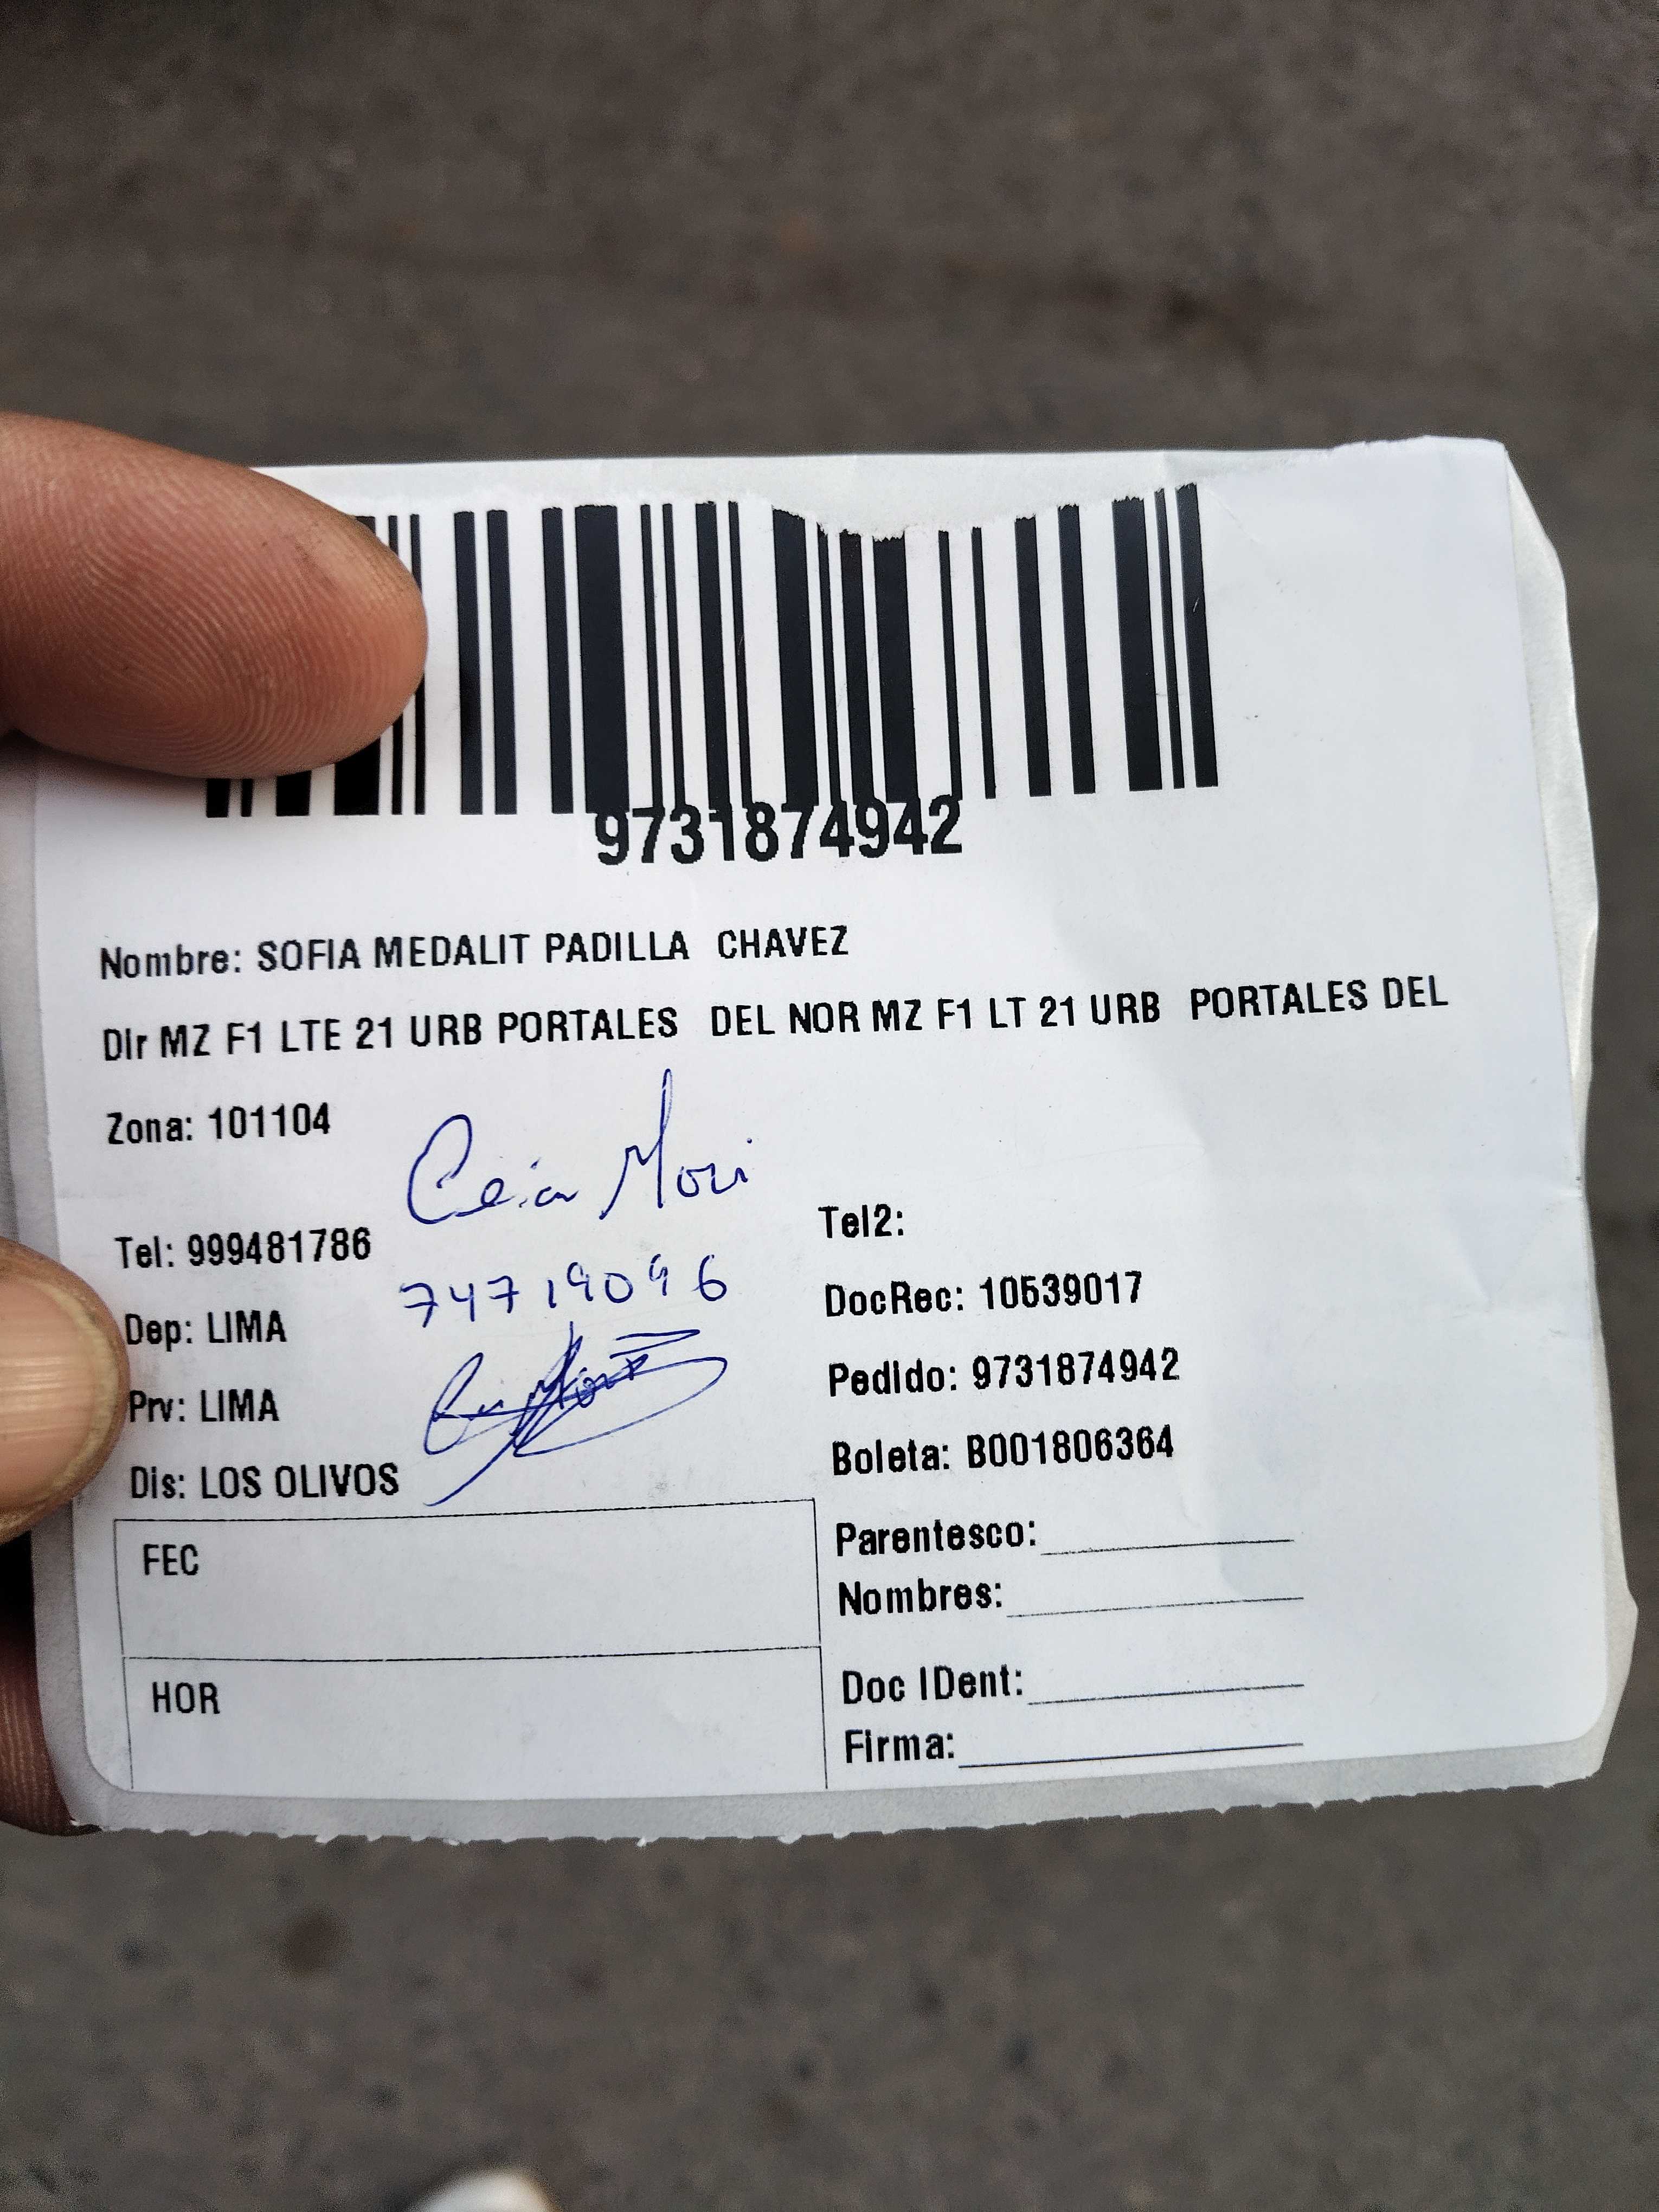 9731874942
Nombre: SOFIA MEDALIT PADILLA CHAVEZ
Dir MZ F1 LTE 21 URB PORTALES DEL NOR MZ F1 LT 21 URB PORTALES DEL
Zona: 101104
Mori
Tel: 999481786
Tel2:
74719096
Dep: LIMA
DocRec: 10539017
Prv: LIMA
Pedido: 9731874942
Dis: LOS OLIVOS
Boleta: B001806364
FEC
Parentesco:
Nombres:
HOR
Doc IDent:
Firma: